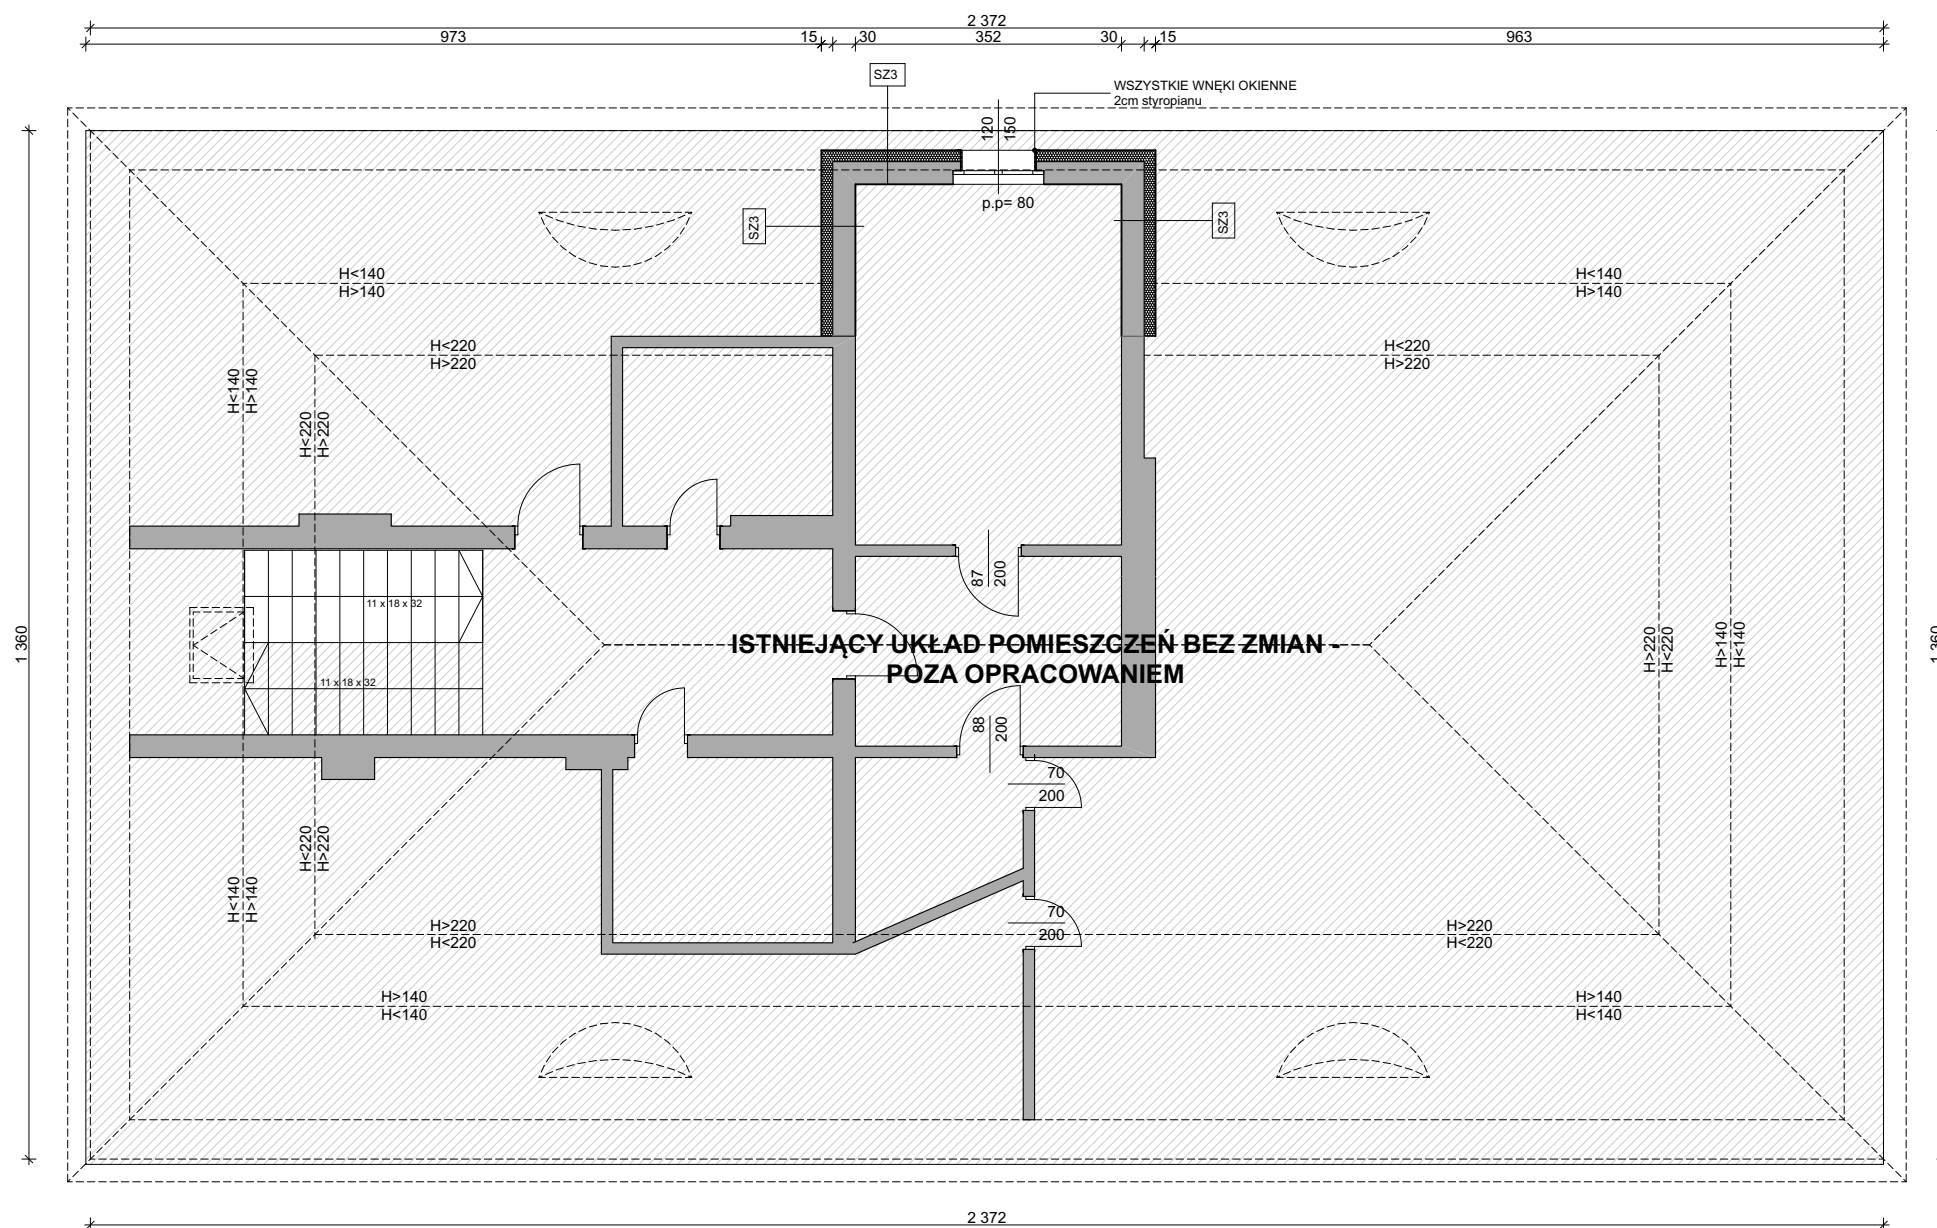 2 372
973
15
30
352
30
15
963
SZ3
WSZYSTKIE WNĘKI OKIENNE
2cm styropianu
120
150
p.p= 80
SZ3
SZ3
H<140
H>140
H<140
H>140
H<220
H>220
H<220
H>220
H<140
H>140
H<220
H>220
11 x 18 x 32
87
200
1 360
ISTNIEJĄCY UKŁAD POMIESZCZEŃ BEZ ZMIAN -
POZA OPRACOWANIEM
H>220
H<220
H>140
H<140
1 360
11 x 18 x 32
88
200
70
200
H<220
H>220
H<140
H>140
70
200
H>220
H<220
H>220
H<220
H>140
H<140
H>140
H<140
2 372